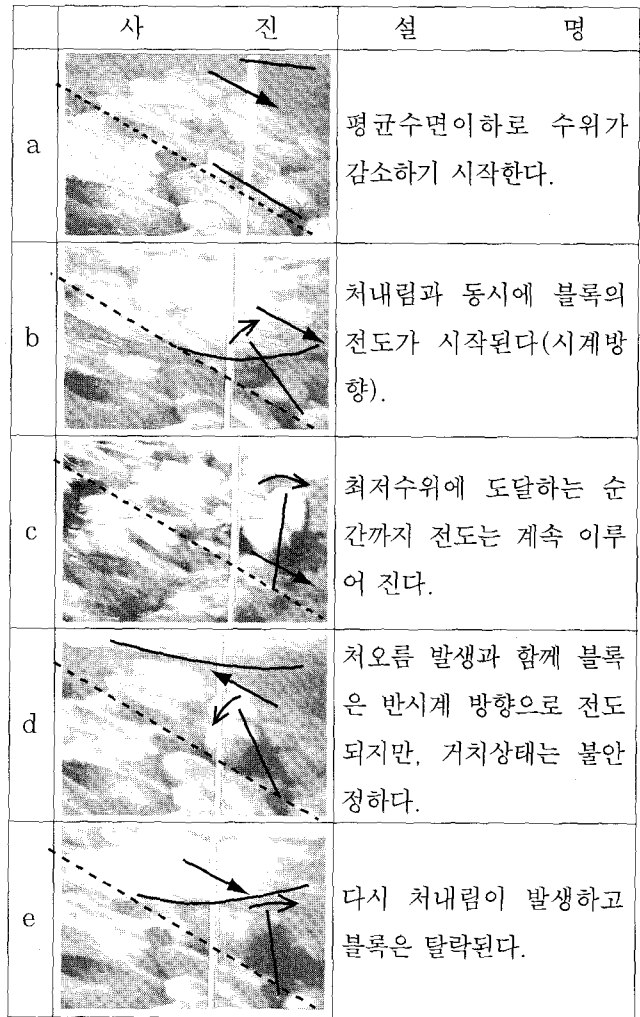 사 진 설 명
a
평균수면이하로 수위가
감소하기 시작한다.
b
처내림과 동시에 블록의
전도가 시작된다(시계방
향).
c
최저수위에 도달하는 순
간까지 전도는 계속 이루
어 진다.
d
처오름 발생과 함께 블록
은 반시계 방향으로 전도
되지만, 거치상태는 불안
정하다.
e
다시 처내림이 발생하고
블록은 탈락된다.